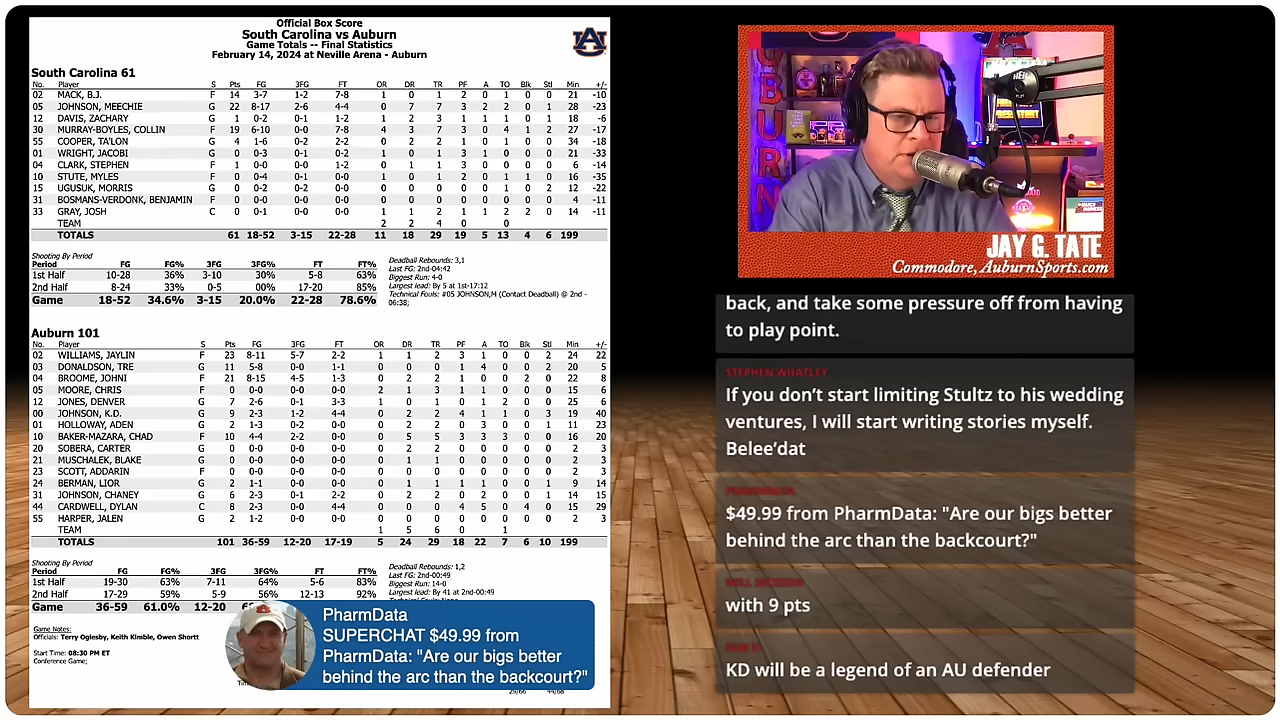 Official Box Score
South Carolina vs Auburn
Game Totals -- Final Statistics
February 14, 2024 at Neville Arena - Auburn
South Carolina 61
No. Player S Pts FG 3FG FT OR DR TR PF A TO Blk Stl Min +/-
02 MACK, B.J. F 14 3-7 1-2 7-8 1 0 1 2 0 1 0 0 21 -10
05 JOHNSON, MEECHIE G 22 8-17 2-6 4-4 0 7 7 3 2 2 0 1 28 -23
12 DAVIS, ZACHARY G 1 0-2 0-1 1-2 1 2 3 1 1 1 0 1 18 -6
30 MURRAY-BOYLES, COLLIN F 19 6-10 0-0 7-8 4 3 7 3 0 4 1 2 27 -17
55 COOPER, TA'LON G 4 1-6 0-2 2-2 0 2 2 1 0 1 0 0 34 -18
01 WRIGHT, JACOBI G 0 0-3 0-1 0-2 1 0 1 3 1 1 0 0 21 -33
04 CLARK, STEPHEN F 1 0-0 0-0 1-2 0 1 1 3 0 0 0 0 6 -14
10 STUTE, MYLES F 0 0-4 0-1 0-0 1 0 1 2 0 1 1 0 16 -35
15 UGUSUK, MORRIS G 0 0-2 0-2 0-0 0 0 0 0 0 1 0 2 12 -22
31 BOSMANS-VERDONK, BENJAMIN F 0 0-0 0-0 0-0 0 0 0 0 0 0 0 0 4 -11
33 GRAY, JOSH C 0 0-1 0-0 0-0 0 1 2 1 1 2 2 0 14 -11
TEAM 2 2 4 0 0
TOTALS 61 18-52 3-15 22-28 11 18 29 19 5 13 4 6 199
Shooting By Period
Period FG FG% 3FG 3FG% FT FT%
1st Half 10-28 36% 3-10 30% 5-8 63%
2nd Half 8-24 33% 0-5 00% 17-20 85%
Game 18-52 34.6% 3-15 20.0% 22-28 78.6%
Deadball Rebounds: 3,1
Last FG: 2nd-04:42
Biggest Run: 4-0
Largest lead: By 5 at 1st-17:12
Technical Fouls: #05 JOHNSON,M (Contact Deadball) @ 2nd -
06:38;
Auburn 101
No. Player S Pts FG 3FG FT OR DR TR PF A TO Blk Stl Min +/-
02 WILLIAMS, JAYLIN F 23 8-11 5-7 2-2 1 1 2 3 1 0 0 2 24 22
03 DONALDSON, TRE G 11 5-8 0-0 1-1 0 0 0 1 4 0 0 2 20 5
04 BROOME, JOHNI F 21 8-15 4-5 1-3 0 2 2 1 0 0 2 0 22 8
05 MOORE, CHRIS F 0 0-0 0-0 0-0 2 1 3 1 1 0 0 0 15 6
12 JONES, DENVER G 7 2-6 0-1 3-3 1 0 1 0 1 2 0 0 25 6
00 JOHNSON, K.D. G 9 2-3 1-2 4-4 0 2 2 4 1 1 0 3 19 40
01 HOLLOWAY, ADEN G 2 1-3 0-2 0-0 0 2 2 0 3 0 0 1 11 23
10 BAKER-MAZARA, CHAD F 10 4-4 2-2 0-0 0 5 5 3 3 3 0 1 16 20
20 SOBERA, CARTER G 0 0-0 0-0 0-0 0 2 2 0 0 0 0 0 2 3
21 MUSCHALEK, BLAKE G 0 0-0 0-0 0-0 0 1 1 0 0 0 0 0 2 3
23 SCOTT, ADDARIN F 0 0-0 0-0 0-0 0 0 0 0 0 0 0 0 2 3
24 BERMAN, LIOR G 2 1-1 0-0 0-0 0 1 1 1 1 0 0 1 9 14
31 JOHNSON, CHANEY G 6 2-3 0-1 2-2 0 2 2 0 2 0 0 1 14 15
44 CARDWELL, DYLAN C 8 2-3 0-0 4-4 0 0 0 4 5 0 4 0 15 29
55 HARPER, JALEN G 2 1-2 0-0 0-0 0 0 0 0 0 0 0 0 2 3
TEAM 1 5 6 0 1
TOTALS 101 36-59 12-20 17-19 5 24 29 18 22 7 6 10 199
Shooting By Period
Period FG FG% 3FG 3FG% FT FT%
1st Half 19-30 63% 7-11 64% 5-6 83%
2nd Half 17-29 59% 5-9 56% 12-13 92%
Game 36-59 61.0% 12-20
Deadball Rebounds: 1,2
Last FG: 2nd-00:49
Biggest Run: 14-0
Largest lead: By 41 at 2nd-00:49
Game Notes:
Officials: Terry Oglesby, Keith Kimble, Owen Shortt
Start Time: 08:30 PM ET
Conference Game;
PharmData
SUPERCHAT $49.99 from
PharmData: "Are our bigs better
behind the arc than the backcourt?"
JAY G. TATE
Commodore, AuburnSports.com
back, and take some pressure off from having
to play point.
STEPHEN WHATLEY
If you don't start limiting Stultz to his wedding
ventures, I will start writing stories myself.
Belee'dat
PHARMDATA
$49.99 from PharmData: "Are our bigs better
behind the arc than the backcourt?"
with 9 pts
KD will be a legend of an AU defender